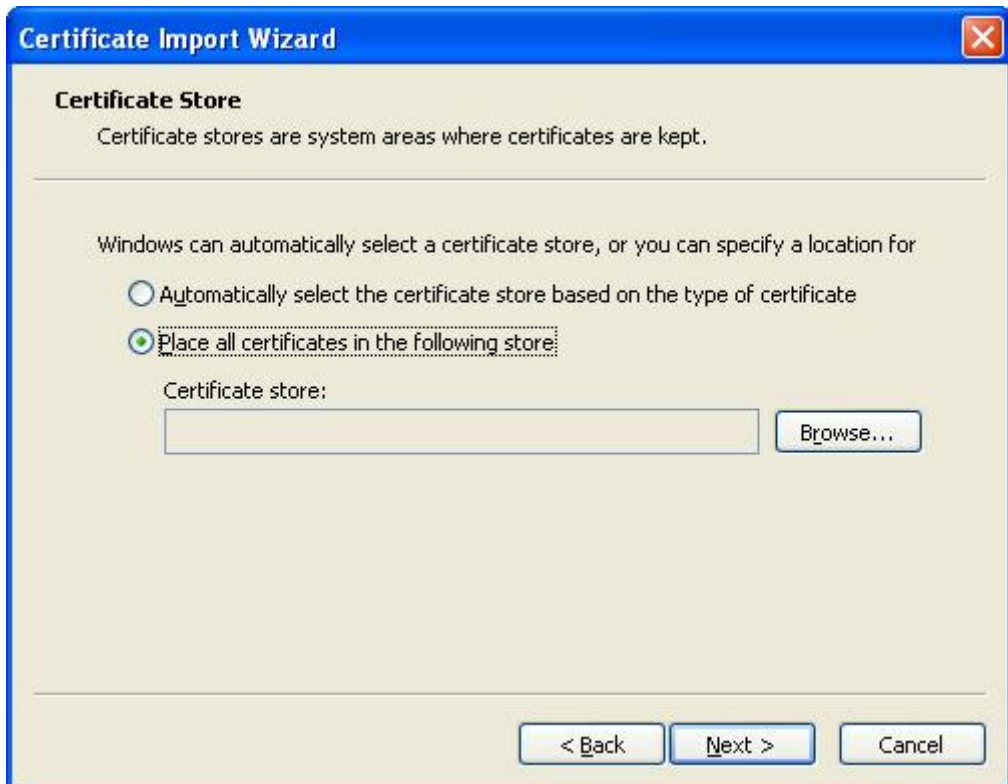 Certificate Import Wizard
Certificate Store
Certificate stores are system areas where certificates are kept.
Windows can automatically select a certificate store, or you can specify a location for
Automatically select the certificate store based on the type of certificate
Place all certificates in the following store
Certificate store:
Browse...
< Back Next > Cancel